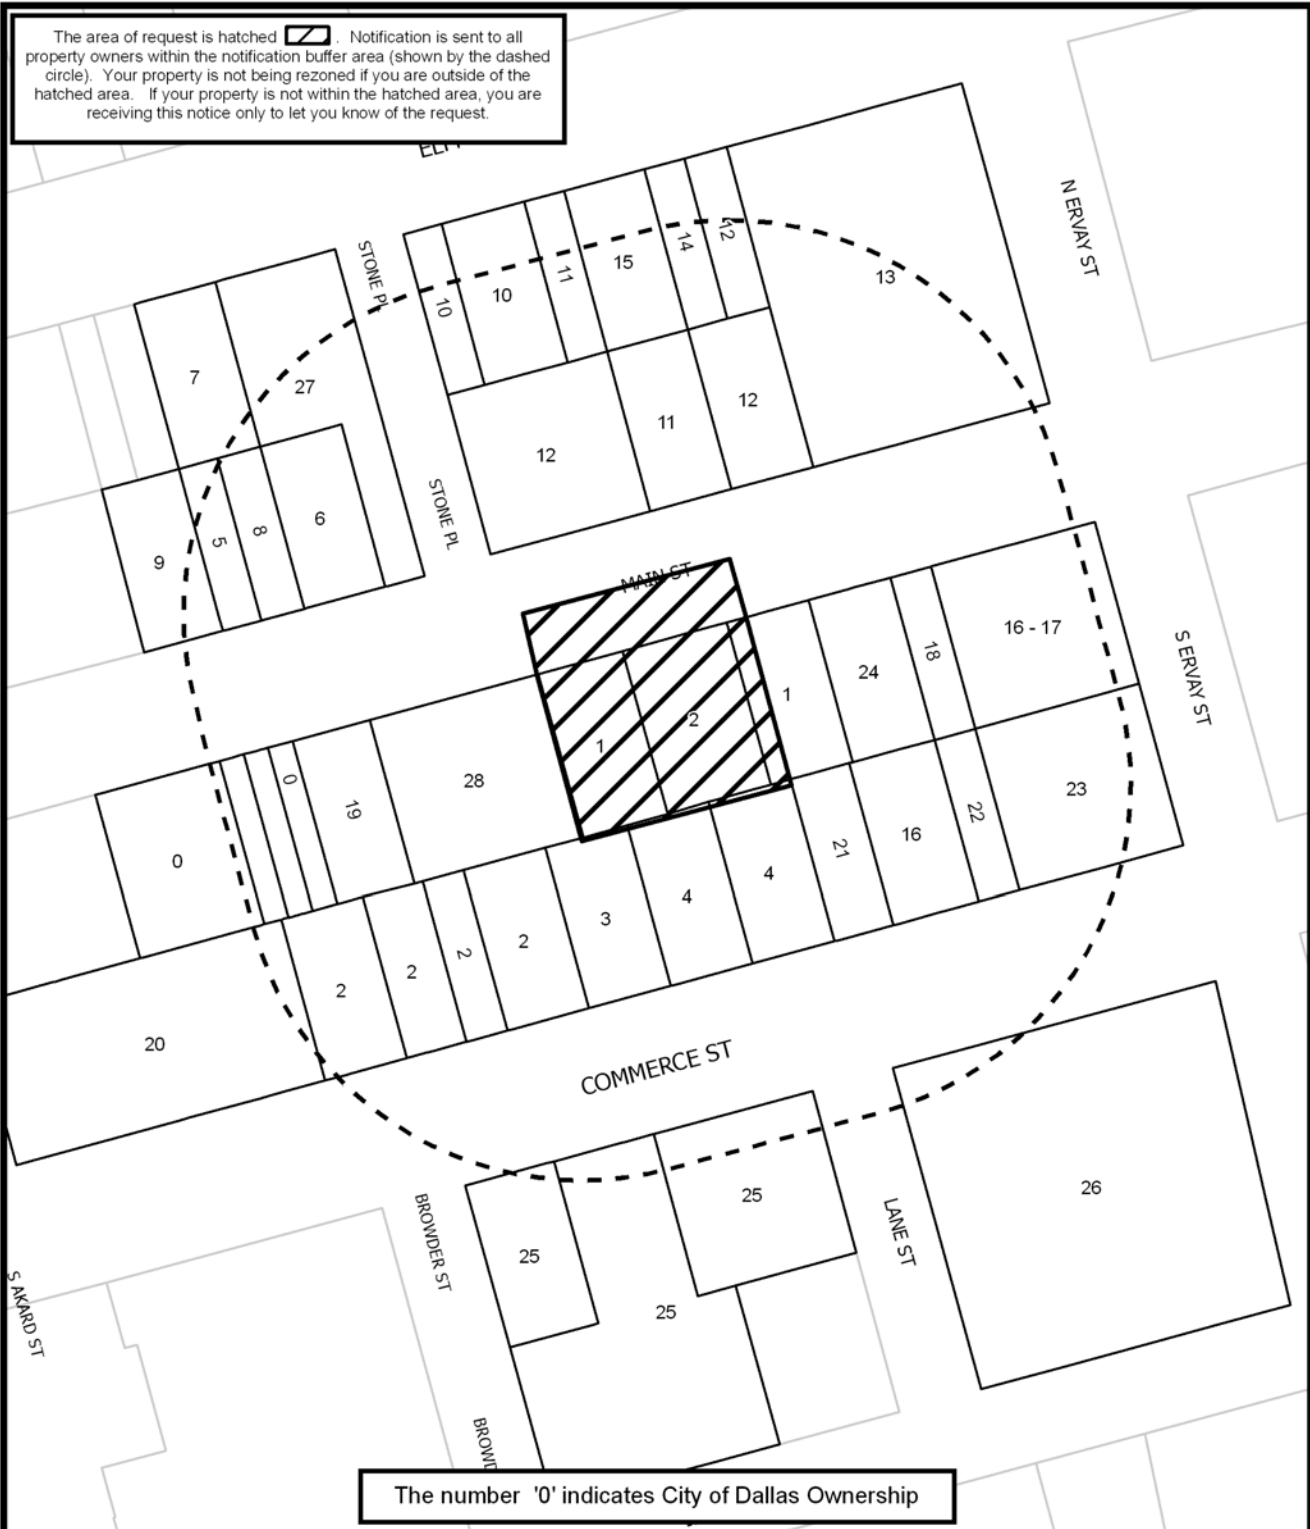 The area of request is hatched . Notification is sent to all
property owners within the notification buffer area (shown by the dashed
circle). Your property is not being rezoned if you are outside of the
hatched area. If your property is not within the hatched area, you are
receiving this notice only to let you know of the request.
N ERVAY ST
STONE PL
12
14
15
11
10
10
13
7
27
12
11
12
STONE PL
9
5
8
6
MAIN ST
16 - 17
18
24
1
2
1
S ERVAY ST
28
0
19
0
23
22
16
21
4
4
3
2
2
2
2
20
COMMERCE ST
25
25
25
26
BROWDER ST
LANE ST
S AKARD ST
The number '0' indicates City of Dallas Ownership